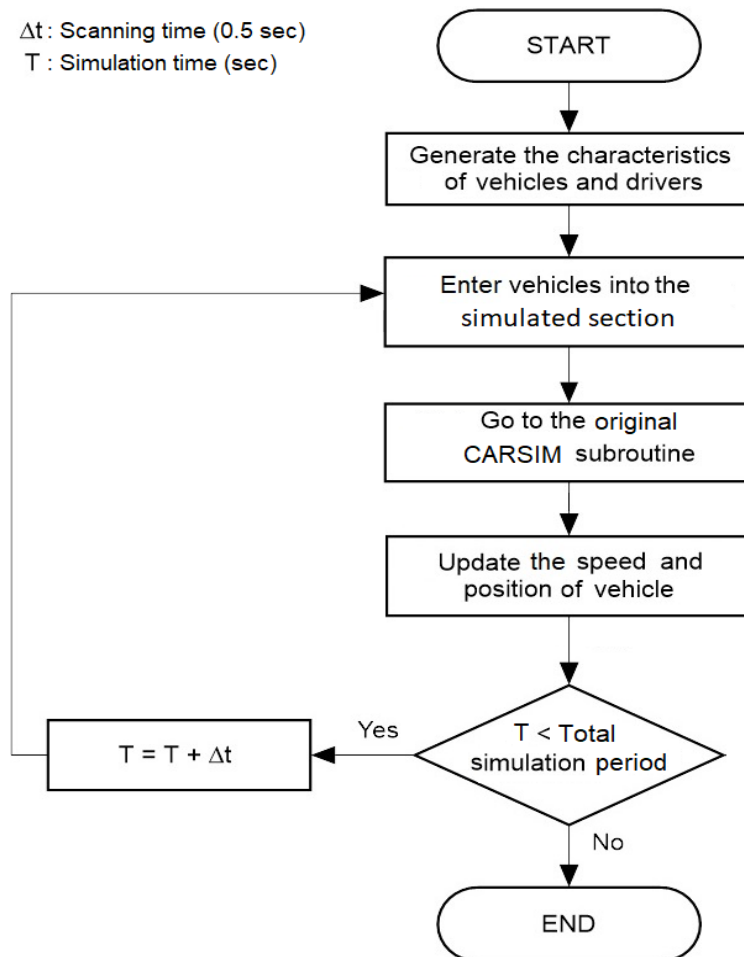 Δt : Scanning time (0.5 sec)
T : Simulation time (sec)
START
Generate the characteristics
of vehicles and drivers
Enter vehicles into the
simulated section
Go to the original
CARSIM subroutine
Update the speed and
position of vehicle
T < Total
simulation period
Yes
T = T + Δt
No
END